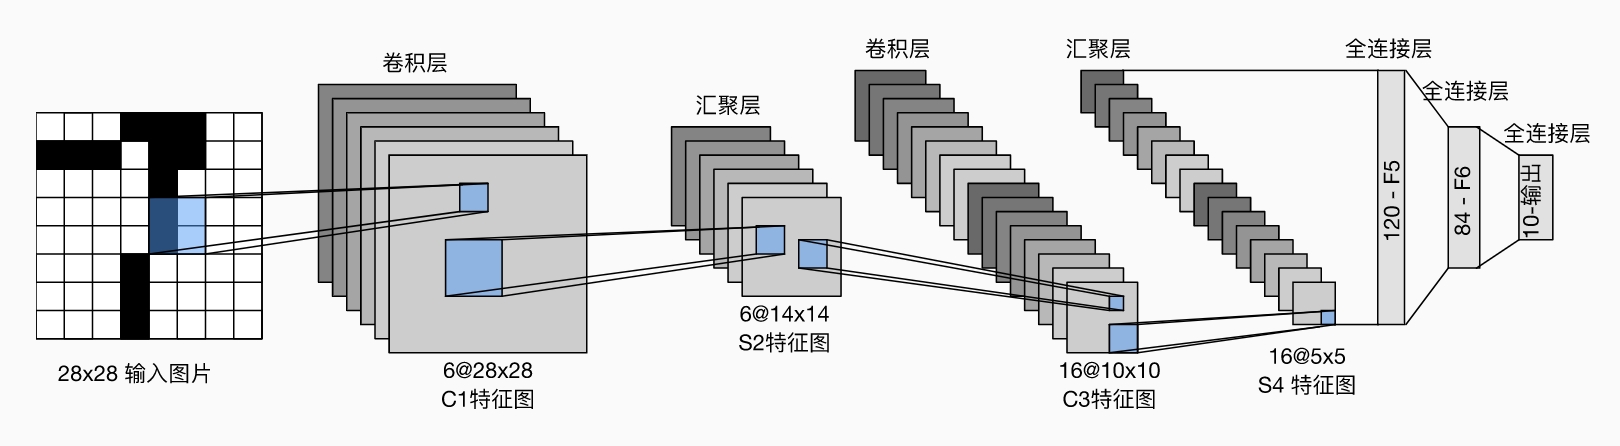 28x28 输入图片
卷积层
6@28x28
C1特征图
汇聚层
6@14x14
S2特征图
卷积层
16@10x10
C3特征图
汇聚层
16@5x5
S4 特征图
全连接层
120 - F5
全连接层
84 - F6
全连接层
10-输出